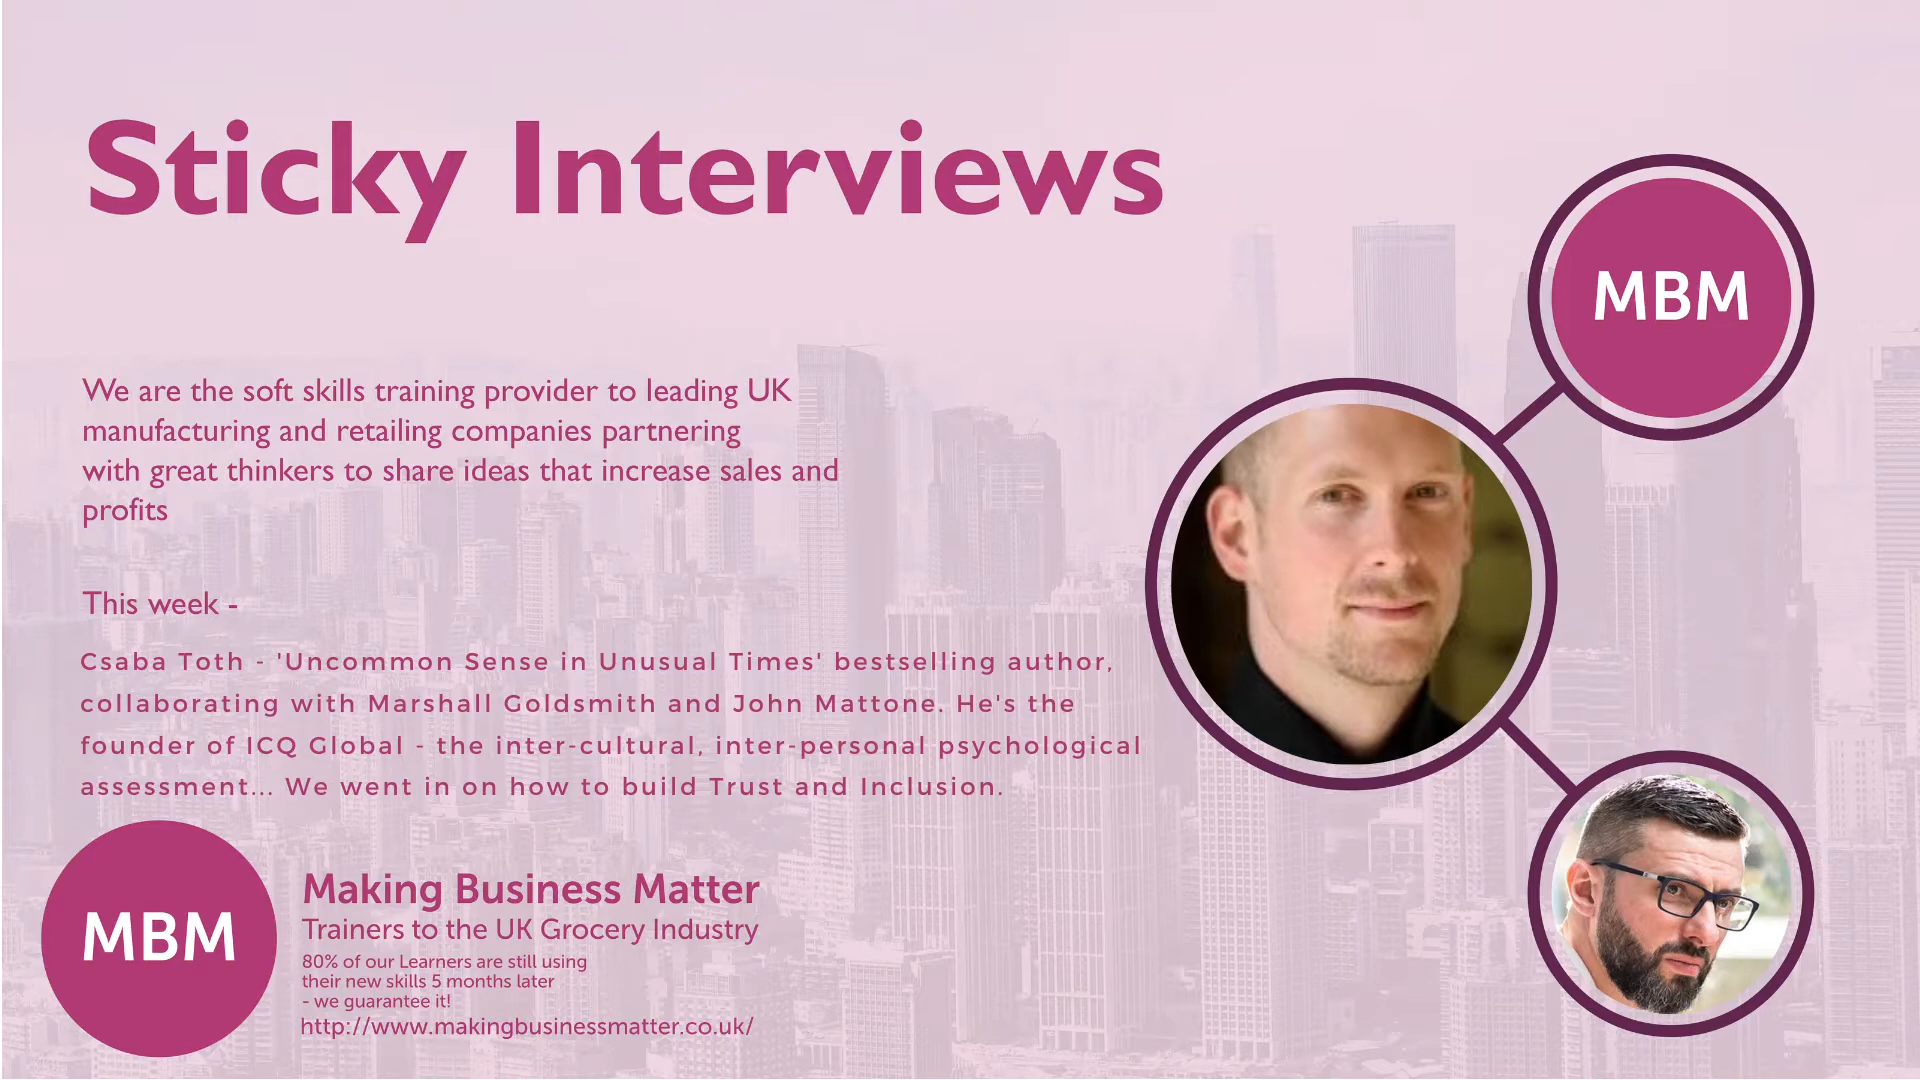 Sticky Interviews
MBM
We are the soft skills training provider to leading UK
manufacturing and retailing companies partnering
with great thinkers to share ideas that increase sales and
profits
This week -
Csaba Toth - 'Uncommon Sense in Unusual Times' bestselling author,
collaborating with Marshall Goldsmith and John Mattone. He's the
founder of ICQ Global - the inter-cultural, inter-personal psychological
assessment... We went in on how to build Trust and Inclusion.
MBM
Making Business Matter
Trainers to the UK Grocery Industry
80% of our Learners are still using
their new skills 5 months later
- we guarantee it!
http://www.makingbusinessmatter.co.uk/